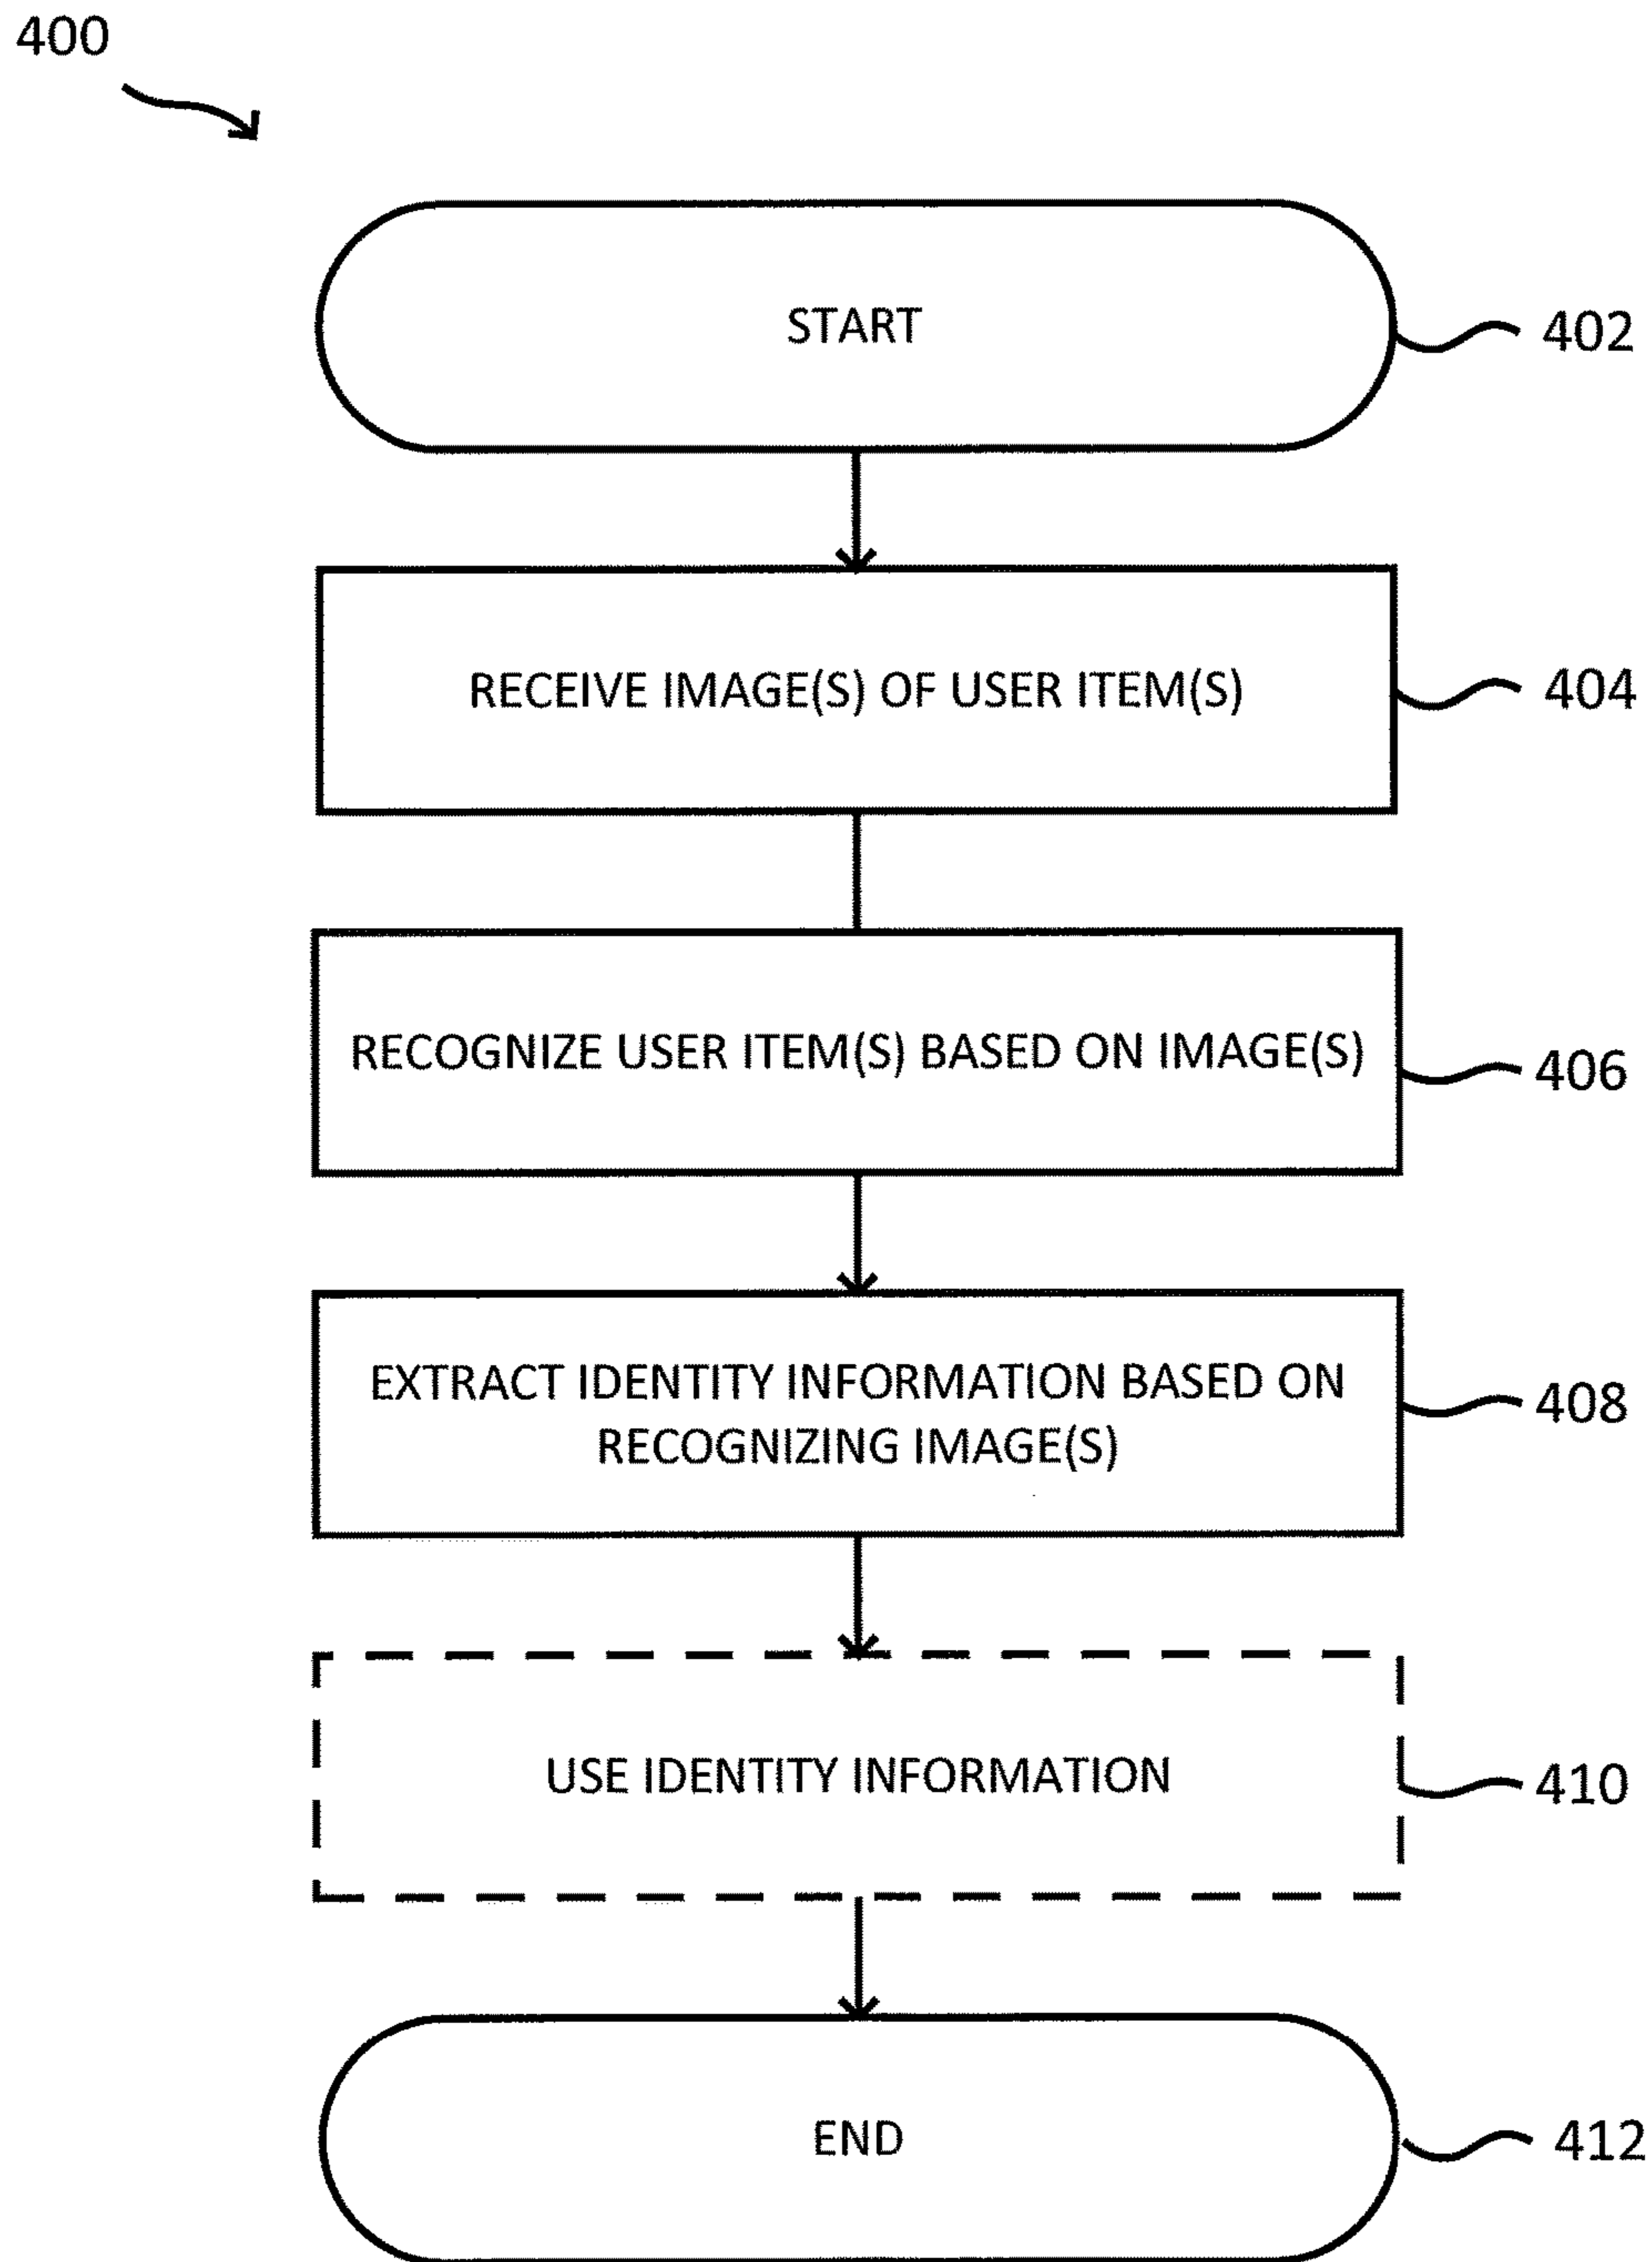 400
START
402
RECEIVE IMAGE(S) OF USER ITEM(S)
404
RECOGNIZE USER ITEM(S) BASED ON IMAGE(S)
406
EXTRACT IDENTITY INFORMATION BASED ON
RECOGNIZING IMAGE(S)
408
USE IDENTITY INFORMATION
410
END
412